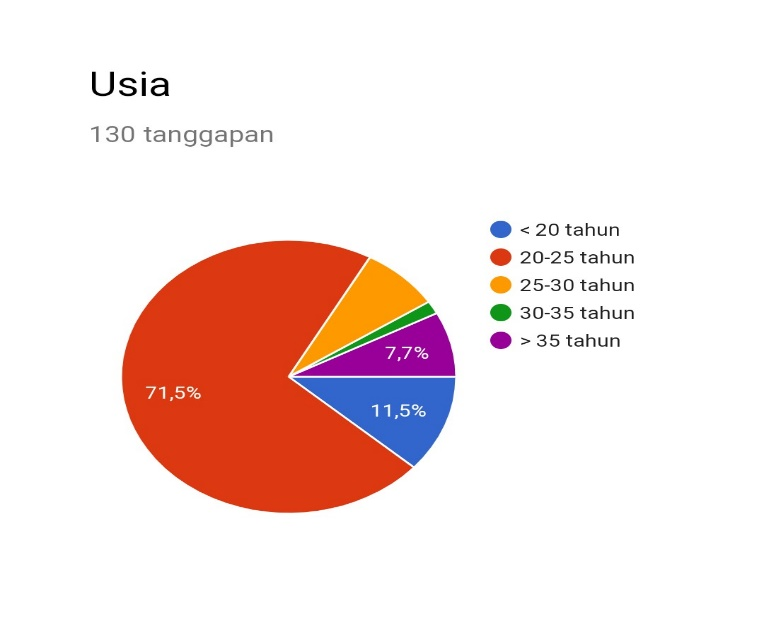 Usia
130 tanggapan
< 20 tahun
20-25 tahun
25-30 tahun
30-35 tahun
> 35 tahun
7,7%
71,5%
11,5%